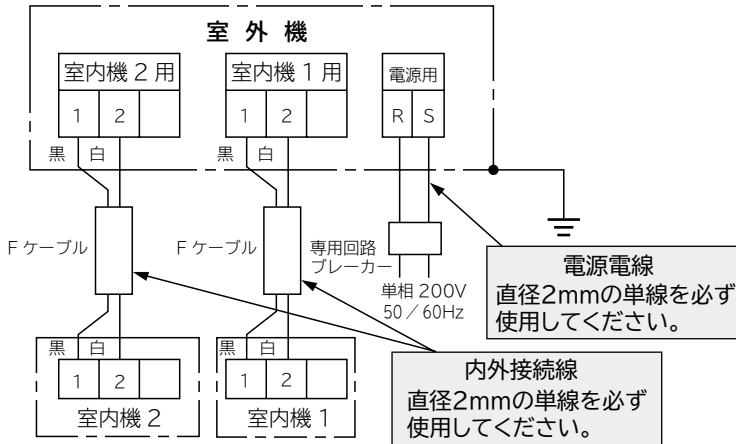 室 外 機
室内機 2 用
室内機 1 用
電源用
1 2
1 2
R S
黒 白
黒 白
F ケーブル
F ケーブル
専用回路
ブレーカー
単相 200V
50／60Hz
電源電線
直径2mmの単線を必ず
使用してください。
黒 白
黒 白
1 2
1 2
室内機 2
室内機 1
内外接続線
直径2mmの単線を必ず
使用してください。